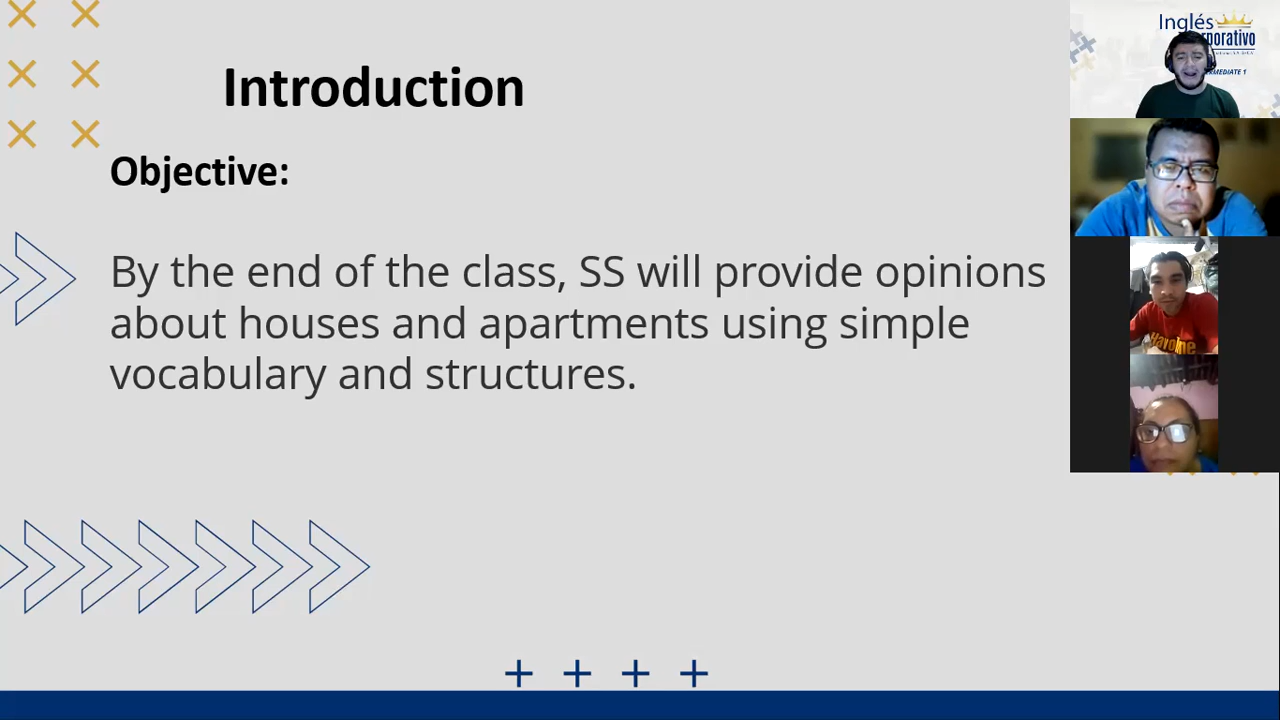 Introduction
Objective:
By the end of the class, SS will provide opinions
about houses and apartments using simple
vocabulary and structures.
Inglés
Havoline